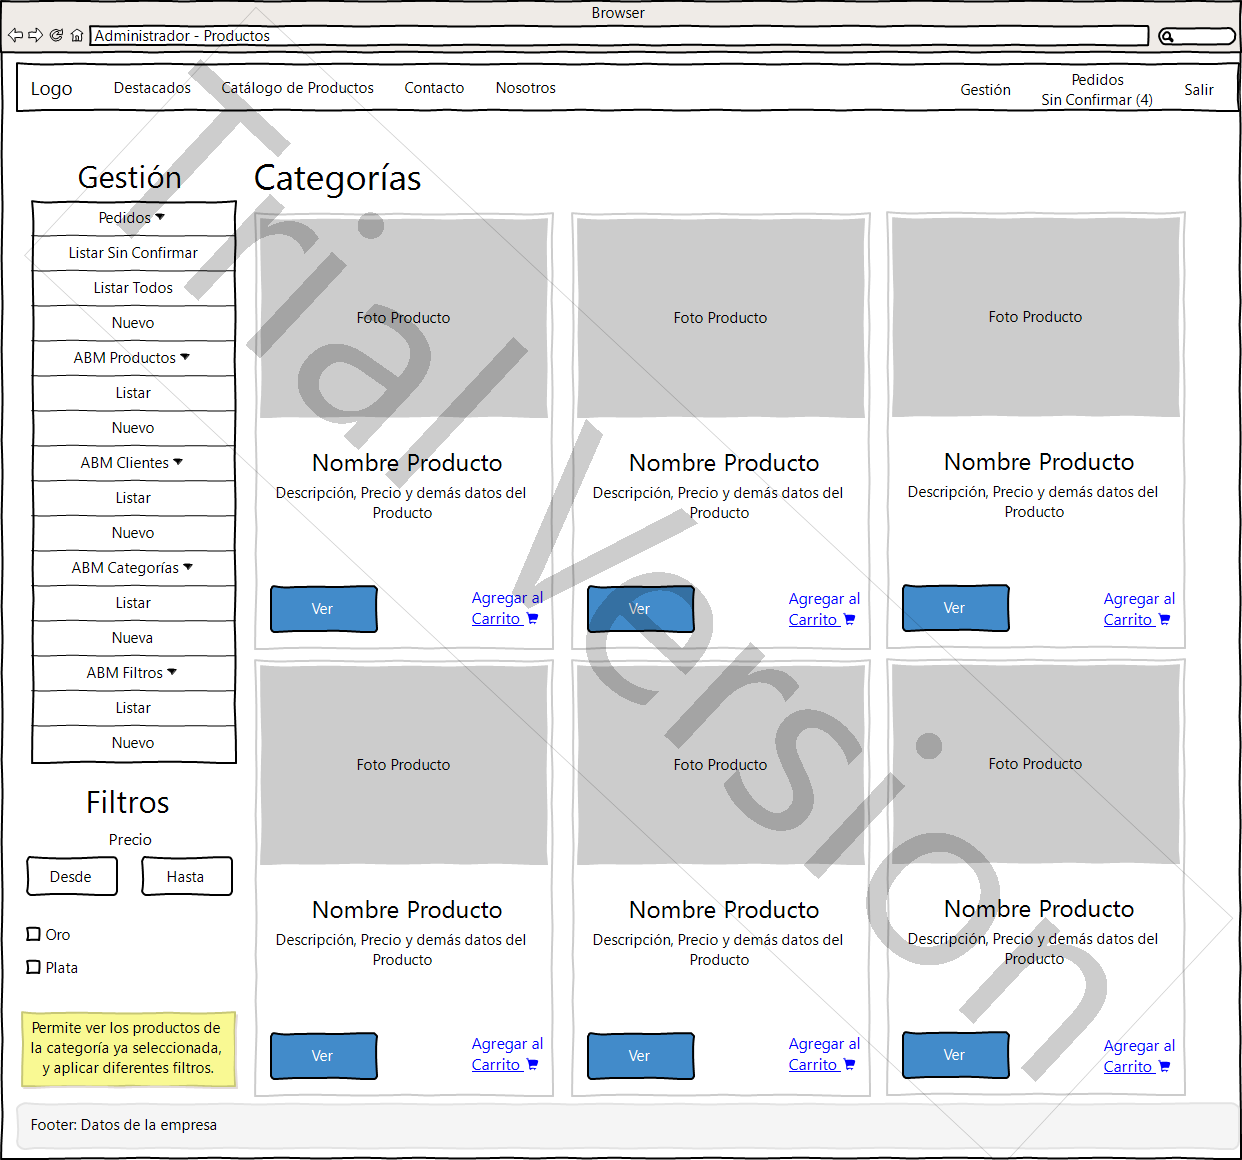 Browser
Administrador - Productos
Logo
Destacados
Catálogo de Productos
Contacto
Nosotros
Gestión
Pedidos
Sin Confirmar (4)
Salir
Gestión
Pedidos
Listar Sin Confirmar
Listar Todos
Nuevo
ABM Productos
Listar
Nuevo
ABM Clientes
Listar
Nuevo
ABM Categorías
Listar
Nueva
ABM Filtros
Listar
Nuevo
Filtros
Precio
Desde
Hasta
Oro
Plata
Permite ver los productos de
la categoría ya seleccionada,
y aplicar diferentes filtros.
Categorías
Foto Producto
Nombre Producto
Descripción, Precio y demás datos del
Producto
Ver
Agregar al
Carrito
Foto Producto
Nombre Producto
Descripción, Precio y demás datos del
Producto
Ver
Agregar al
Carrito
Foto Producto
Nombre Producto
Descripción, Precio y demás datos del
Producto
Ver
Agregar al
Carrito
Foto Producto
Nombre Producto
Descripción, Precio y demás datos del
Producto
Ver
Agregar al
Carrito
Foto Producto
Nombre Producto
Descripción, Precio y demás datos del
Producto
Ver
Agregar al
Carrito
Foto Producto
Nombre Producto
Descripción, Precio y demás datos del
Producto
Ver
Agregar al
Carrito
Footer: Datos de la empresa
Trial Version